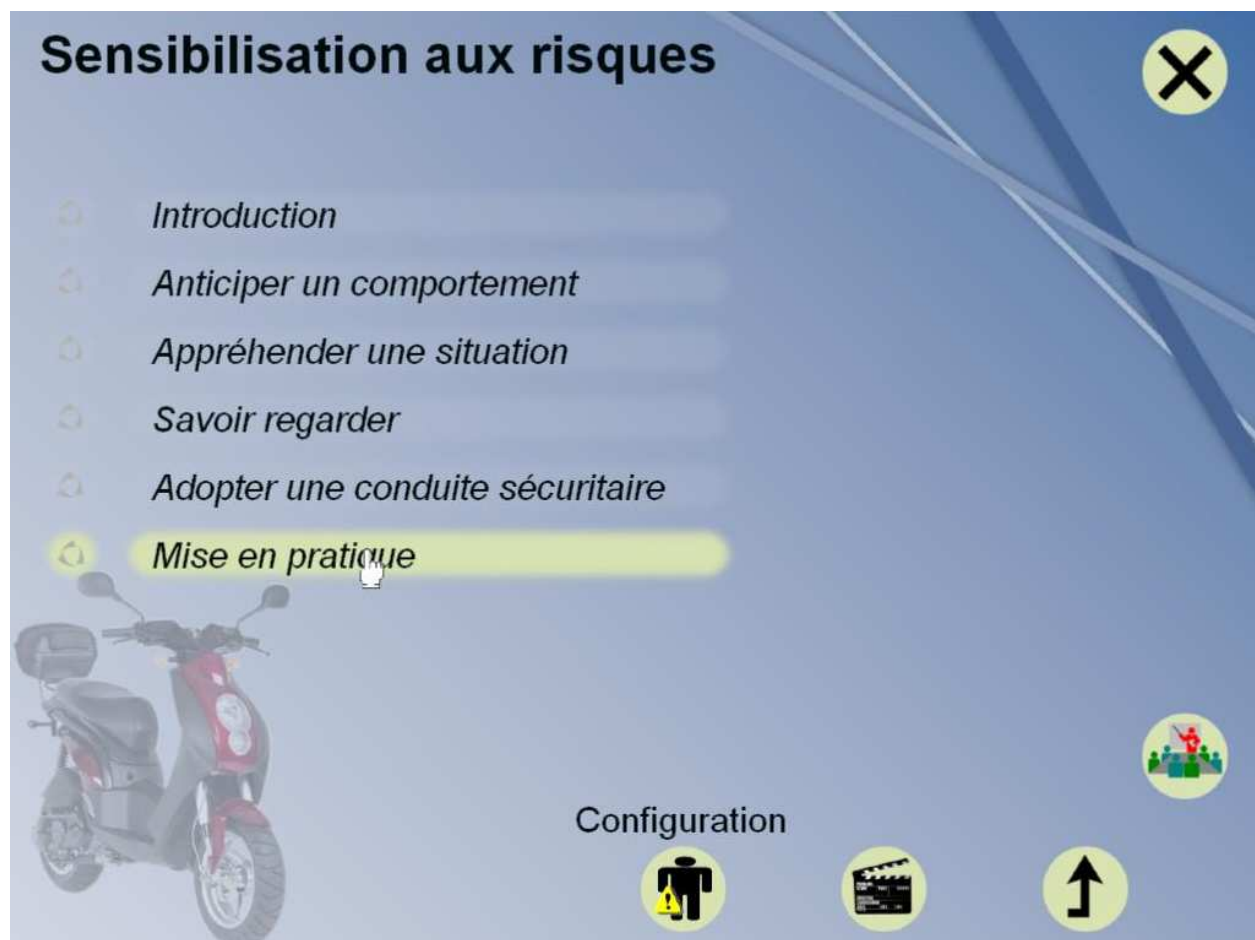 Sensibilisation aux risques
Introduction
Anticiper un comportement
Appréhender une situation
Savoir regarder
Adopter une conduite sécuritaire
Mise en pratique
Configuration